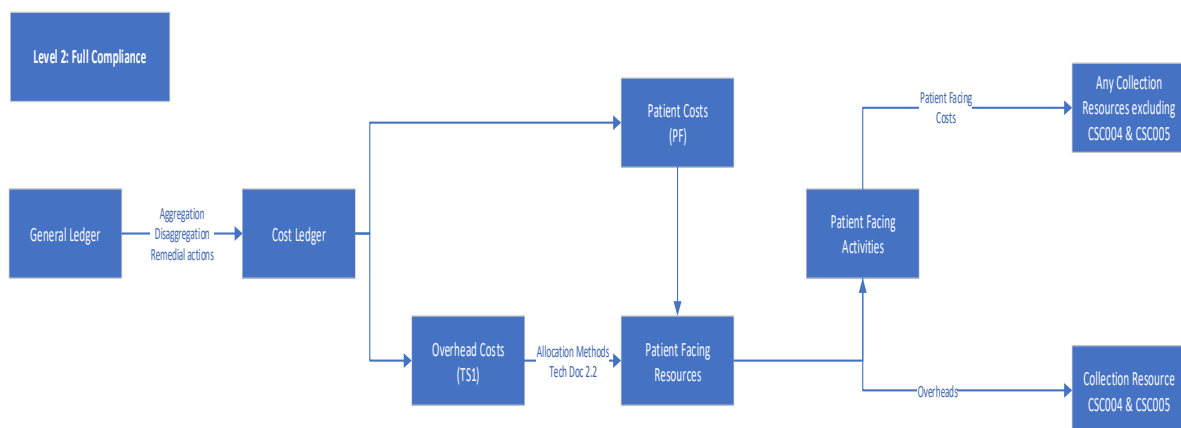 Level 2: Full Compliance
General Ledger
Aggregation
Disaggregation
Remedial actions
Cost Ledger
Patient Costs
(PF)
Overhead Costs
(TS1)
Allocation Methods
Tech Doc 2.2
Patient Facing
Resources
Patient Facing
Activities
Patient Facing
Costs
Any Collection
Resources excluding
CSC004 & CSC005
Overheads
Collection Resource
CSC004 & CSC005